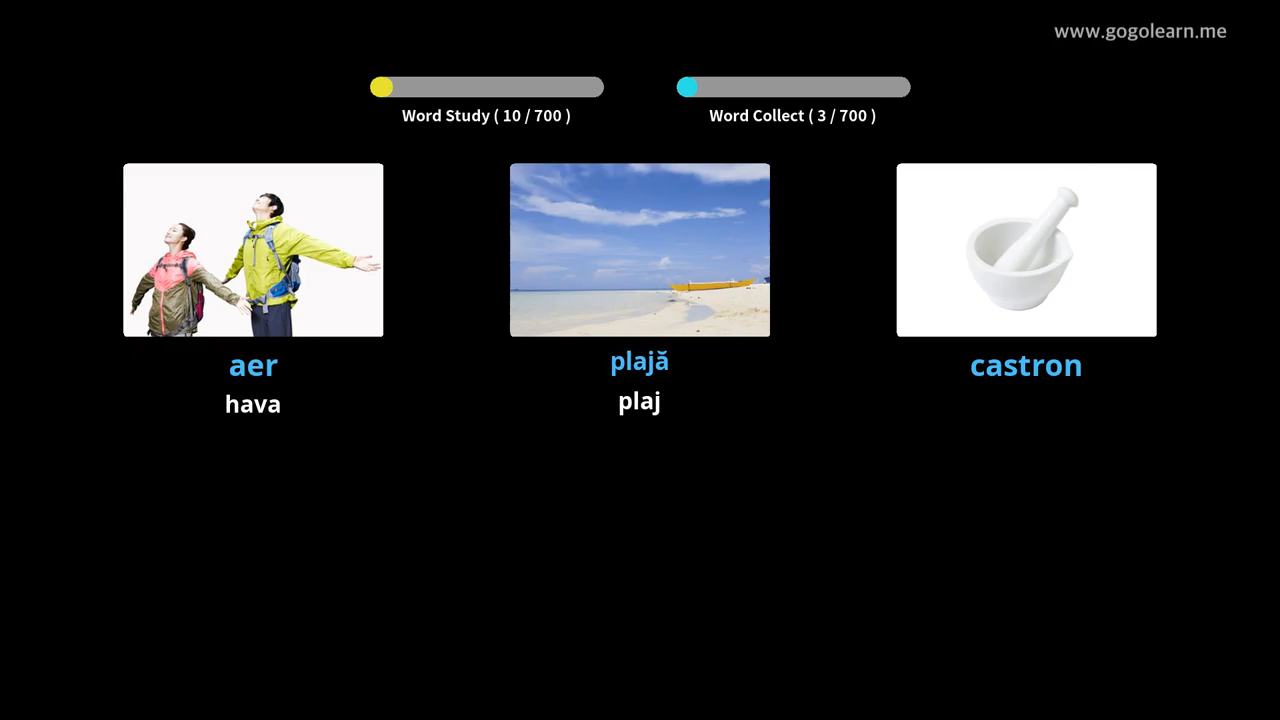 www.gogolearn.me
Word Study ( 10 / 700 )
Word Collect ( 3 / 700 )
aer
hava
plajă
plaj
castron